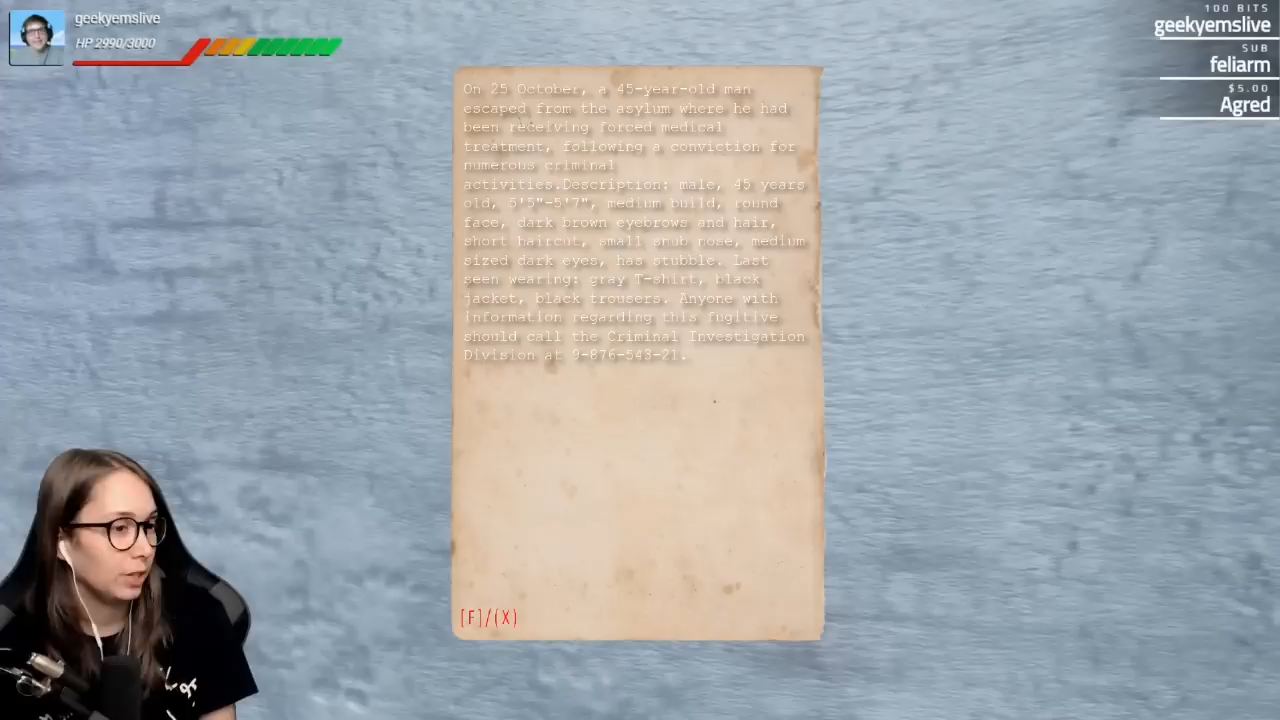 geekyemslive
HP 2990/3000
100 BITS
geekyemslive
SUB
feliarm
$5.00
Agred
On 25 October, a 45-year-old man
escaped from the asylum where he had
been receiving forced medical
treatment, following a conviction for
numerous criminal
activities.Description: male, 45 years
old, 5'5"-5'7", medium build, round
face, dark brown eyebrows and hair,
short haircut, small snub nose, medium
sized dark eyes, has stubble. Last
seen wearing: gray T-shirt, black
jacket, black trousers. Anyone with
information regarding this fugitive
should call the Criminal Investigation
Division at 9-876-543-21.
[F]/(X)